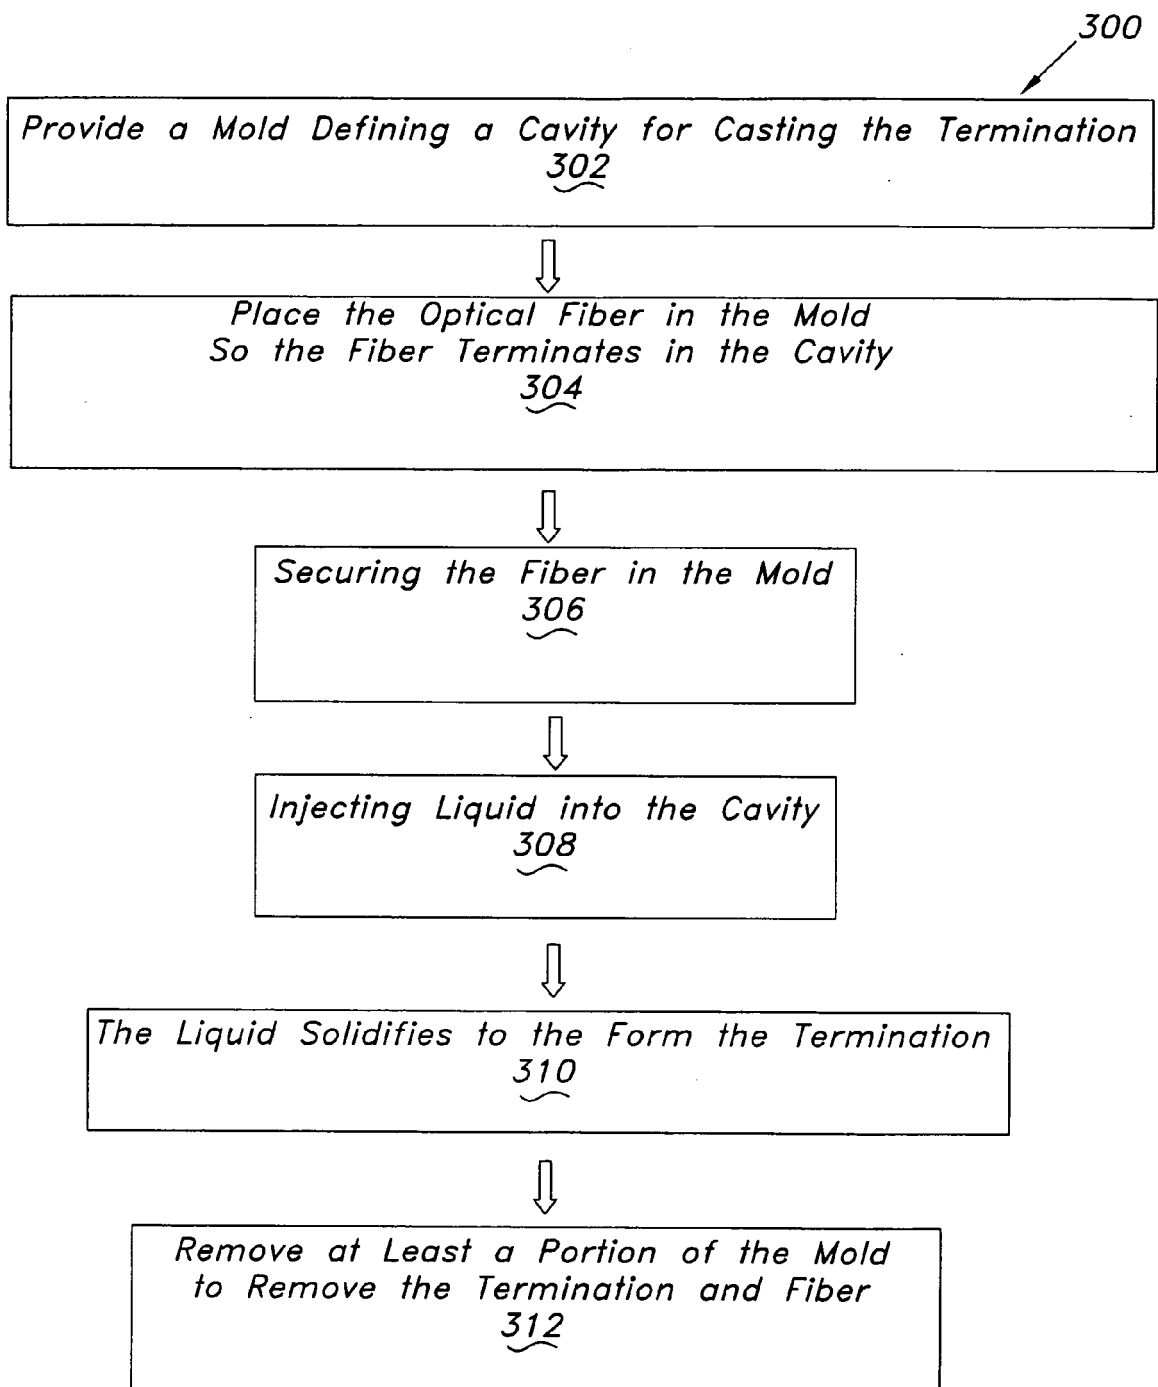 300
Provide a Mold Defining a Cavity for Casting the Termination
302
Place the Optical Fiber in the Mold
So the Fiber Terminates in the Cavity
304
Securing the Fiber in the Mold
306
Injecting Liquid into the Cavity
308
The Liquid Solidifies to the Form the Termination
310
Remove at Least a Portion of the Mold
to Remove the Termination and Fiber
312